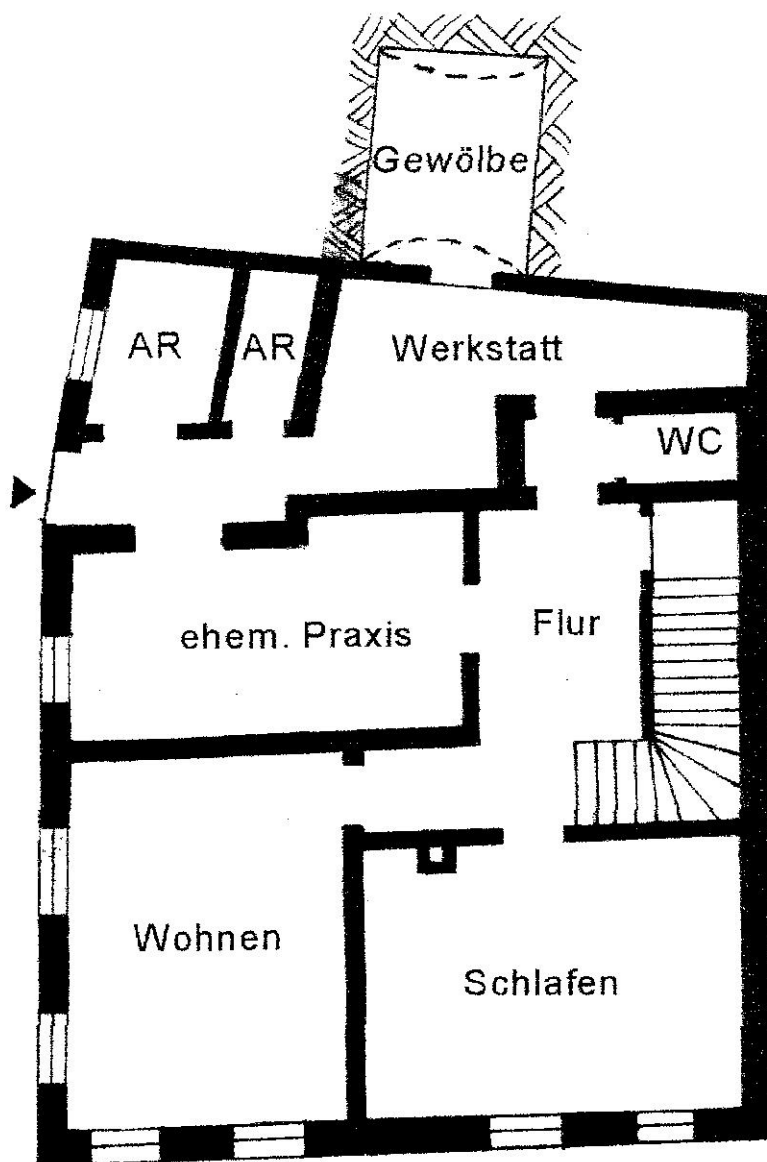 Gewölbe
AR
AR
Werkstatt
WC
ehem. Praxis
Flur
Wohnen
Schlafen